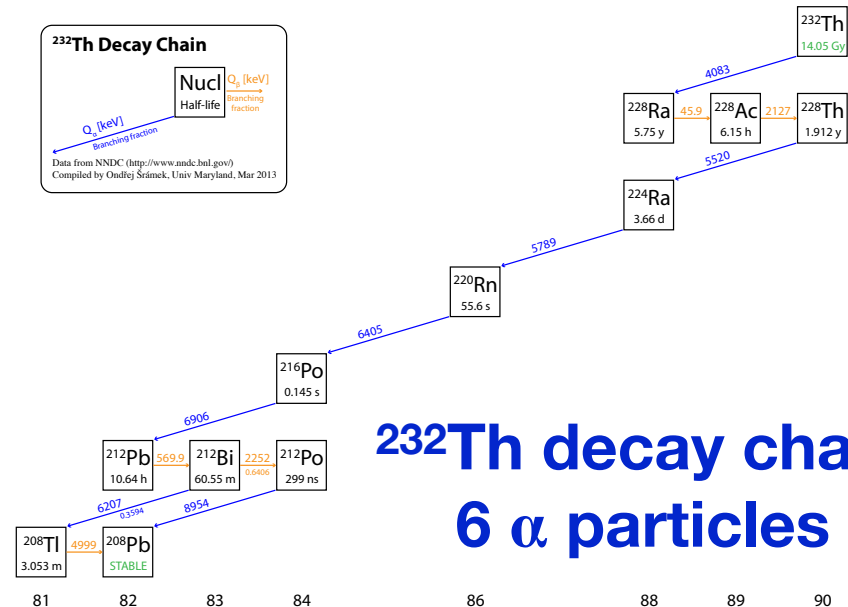 ²³²Th Decay Chain
Nucl
Half-life
Qβ [keV]
Branching
fraction
Qα [keV]
Branching fraction
Data from NNDC (http://www.nndc.bnl.gov/)
Compiled by Ondřej Šrámek, Univ Maryland, Mar 2013
²³²Th
14.05 Gy
4083
²²⁸Ra
5.75 y
45.9
²²⁸Ac
6.15 h
2127
²²⁸Th
1.912 y
5520
²²⁴Ra
3.66 d
5789
²²⁰Rn
55.6 s
6405
²¹⁶Po
0.145 s
6906
²¹²Pb
10.64 h
569.9
²¹²Bi
60.55 m
2252
0.6406
²¹²Po
299 ns
6207
0.3594
8954
²⁰⁸Tl
3.053 m
4999
²⁰⁸Pb
STABLE
²³²Th decay cha
6 α particles
81 82 83 84 86 88 89 90